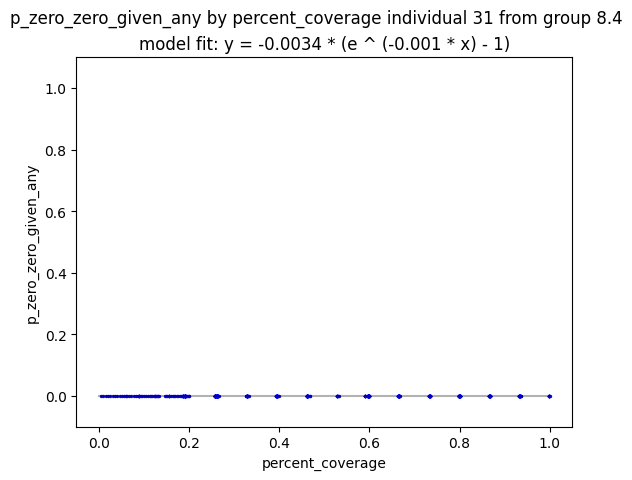 p_zero_zero_given_any by percent_coverage individual 31 from group 8.4
model fit: y = -0.0034 * (e ^ (-0.001 * x) - 1)
1.0
0.8
0.6
0.4
0.2
0.0
p_zero_zero_given_any
0.0 0.2 0.4 0.6 0.8 1.0
percent_coverage